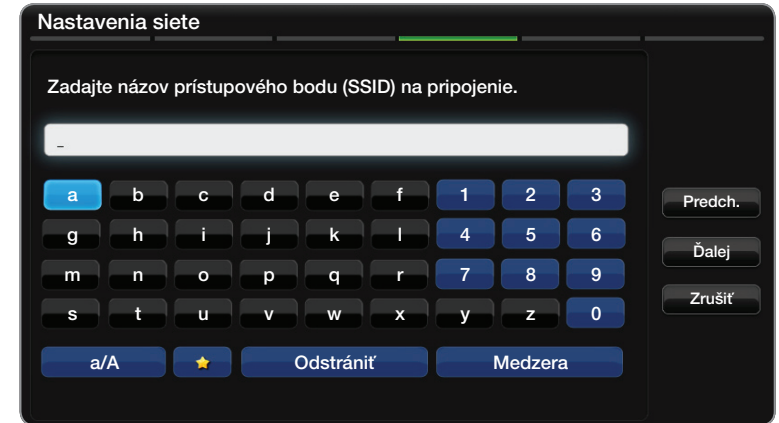 Nastavenia siete
Zadajte názov prístupového bodu (SSID) na pripojenie.
_
a b c d e f 1 2 3
g h i j k l 4 5 6
m n o p q r 7 8 9
s t u v w x y z 0
a/A Odstrániť Medzera
Predch.
Ďalej
Zrušiť